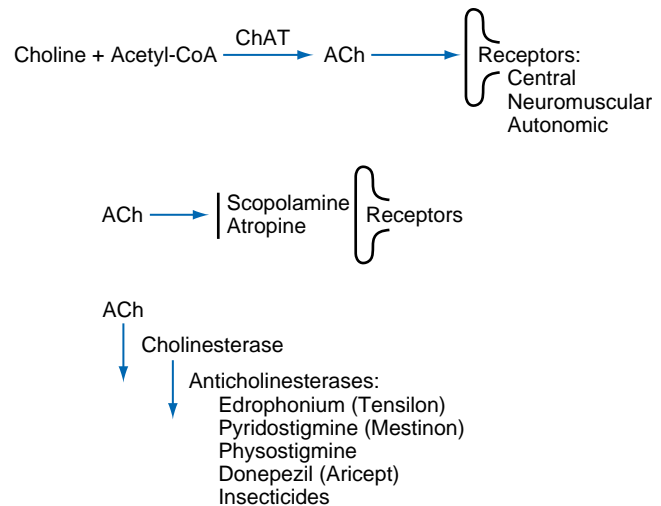 ChAT
Choline + Acetyl-CoA ACh Receptors:
Central
Neuromuscular
Autonomic
ACh Scopolamine
Atropine
Receptors
ACh
Cholinesterase
Anticholinesterases:
Edrophonium (Tensilon)
Pyridostigmine (Mestinon)
Physostigmine
Donepezil (Aricept)
Insecticides